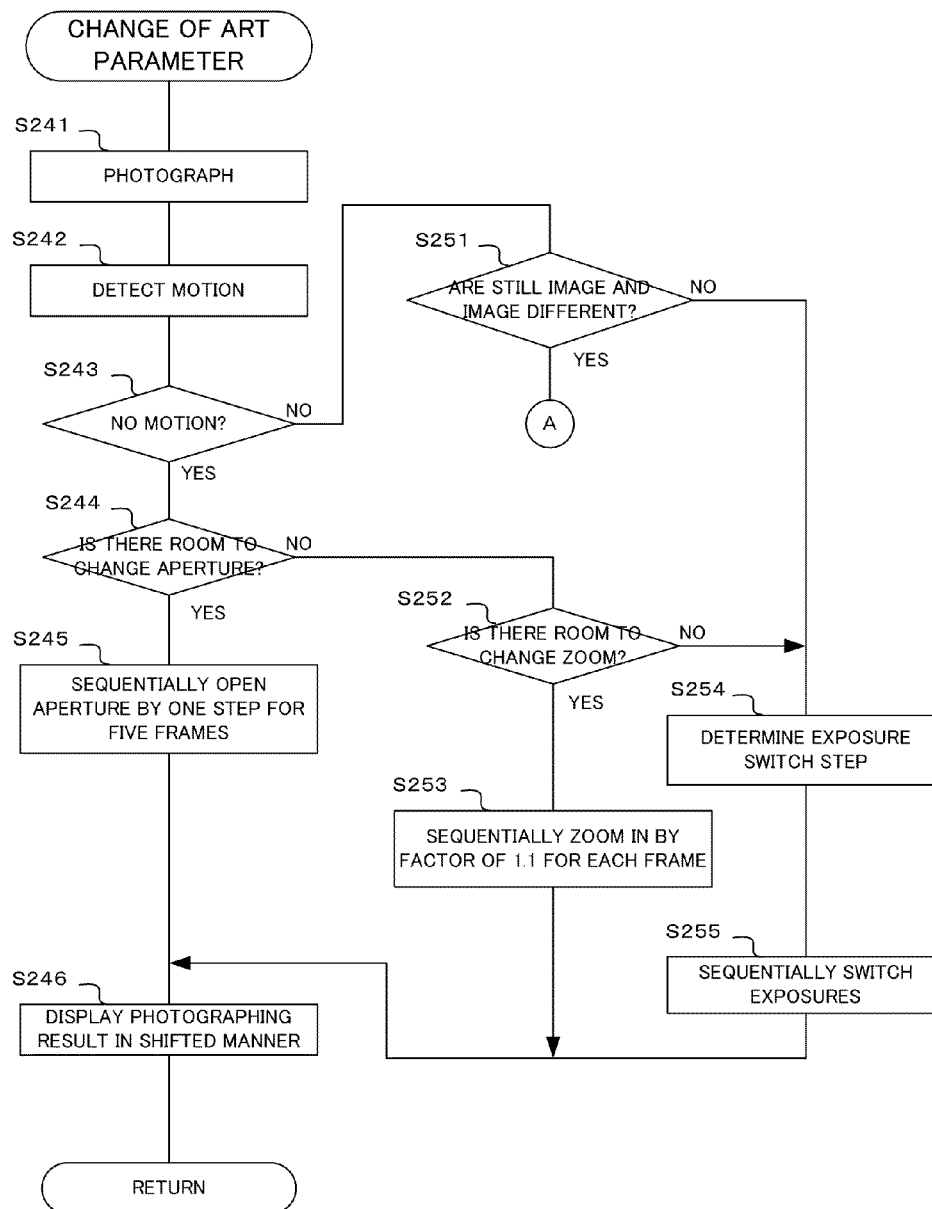 CHANGE OF ART
PARAMETER
S241
PHOTOGRAPH
S242
DETECT MOTION
S243
NO MOTION?
NO
YES
S251
ARE STILL IMAGE AND
IMAGE DIFFERENT?
NO
YES
A
S244
IS THERE ROOM TO
CHANGE APERTURE?
NO
YES
S245
SEQUENTIALLY OPEN
APERTURE BY ONE STEP FOR
FIVE FRAMES
S252
IS THERE ROOM TO
CHANGE ZOOM?
NO
YES
S253
SEQUENTIALLY ZOOM IN BY
FACTOR OF 1.1 FOR EACH FRAME
S254
DETERMINE EXPOSURE
SWITCH STEP
S255
SEQUENTIALLY SWITCH
EXPOSURES
S246
DISPLAY PHOTOGRAPHING
RESULT IN SHIFTED MANNER
RETURN